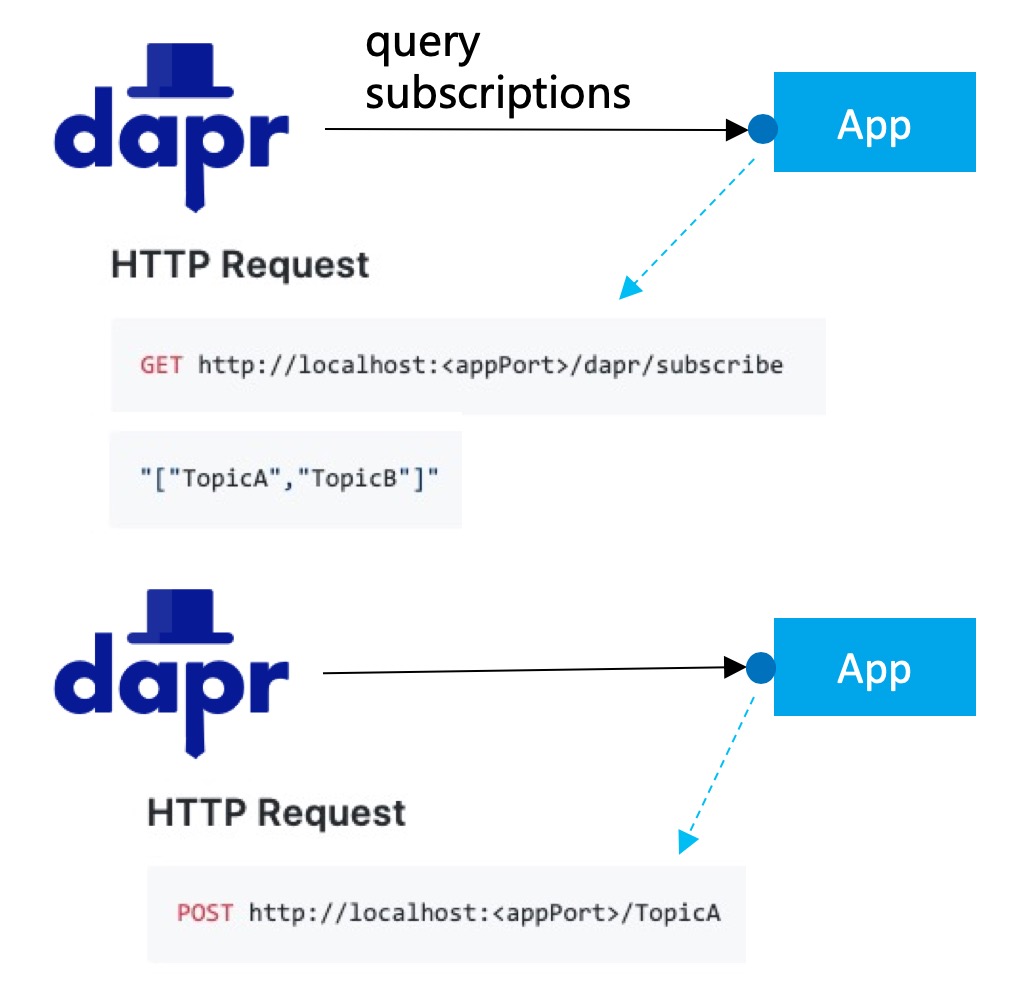 query
subscriptions
dapr
App
HTTP Request
GET http://localhost:<appPort>/dapr/subscribe
"["TopicA","TopicB"]"
dapr
App
HTTP Request
POST http://localhost:<appPort>/TopicA